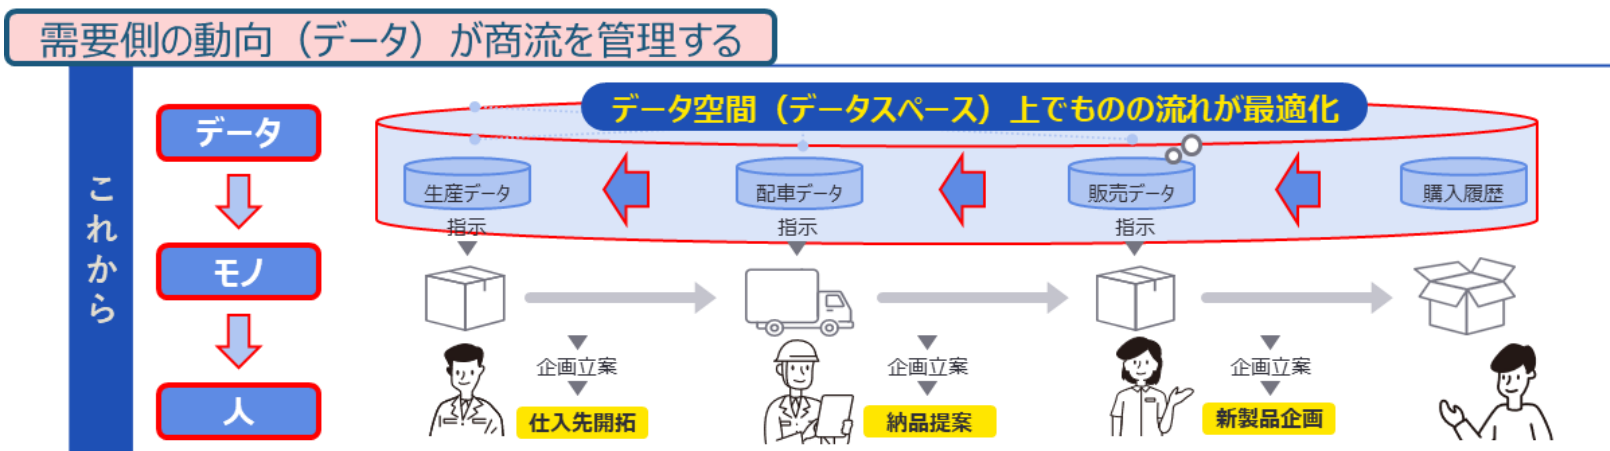 需要側の動向（データ）が商流を管理する
データ空間（データスペース）上でものの流れが最適化
これから
データ
モノ
人
生産データ
配車データ
販売データ
購入履歴
指示
指示
指示
企画立案
企画立案
企画立案
仕入先開拓
納品提案
新製品企画